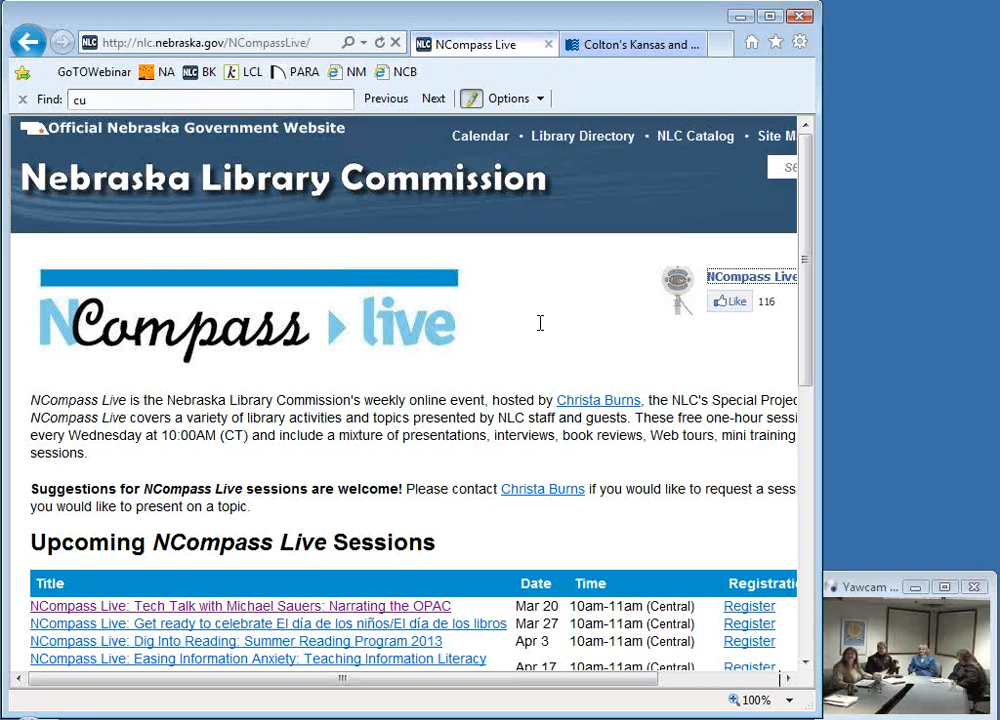 NLC http://nlc.nebraska.gov/NCompassLive/
NLC NCompass Live
Colton's Kansas and ...
GoTOWebinar NA NLC BK k LCL PARA NM NCB
Find: cu Previous Next Options
Official Nebraska Government Website
Calendar • Library Directory • NLC Catalog • Site M
Nebraska Library Commission
se
NCompass live
NCompass Live
Like 116
NCompass Live is the Nebraska Library Commission's weekly online event, hosted by Christa Burns, the NLC's Special Projec
NCompass Live covers a variety of library activities and topics presented by NLC staff and guests. These free one-hour sessi
every Wednesday at 10:00AM (CT) and include a mixture of presentations, interviews, book reviews, Web tours, mini training
sessions.
Suggestions for NCompass Live sessions are welcome! Please contact Christa Burns if you would like to request a sess
you would like to present on a topic.
Upcoming NCompass Live Sessions
Title Date Time Registratio
NCompass Live: Tech Talk with Michael Sauers: Narrating the OPAC Mar 20 10am-11am (Central) Register
NCompass Live: Get ready to celebrate El día de los niños/El día de los libros Mar 27 10am-11am (Central) Register
NCompass Live: Dig Into Reading: Summer Reading Program 2013 Apr 3 10am-11am (Central) Register
NCompass Live: Easing Information Anxiety: Teaching Information Literacy
Apr 17 10am-11am (Central) Register
100%
Yawcam ...